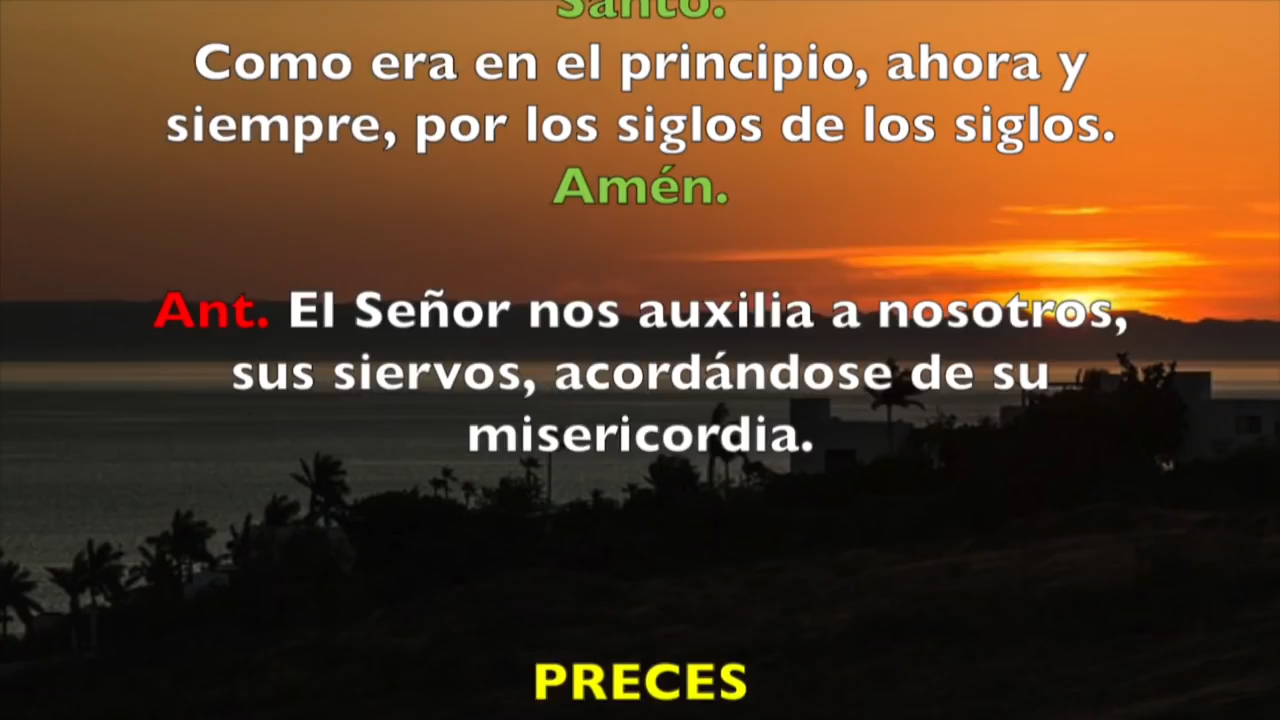 Santo.
Como era en el principio, ahora y
siempre, por los siglos de los siglos.
Amén.
Ant. El Señor nos auxilia a nosotros,
sus siervos, acordándose de su
misericordia.
PRECES